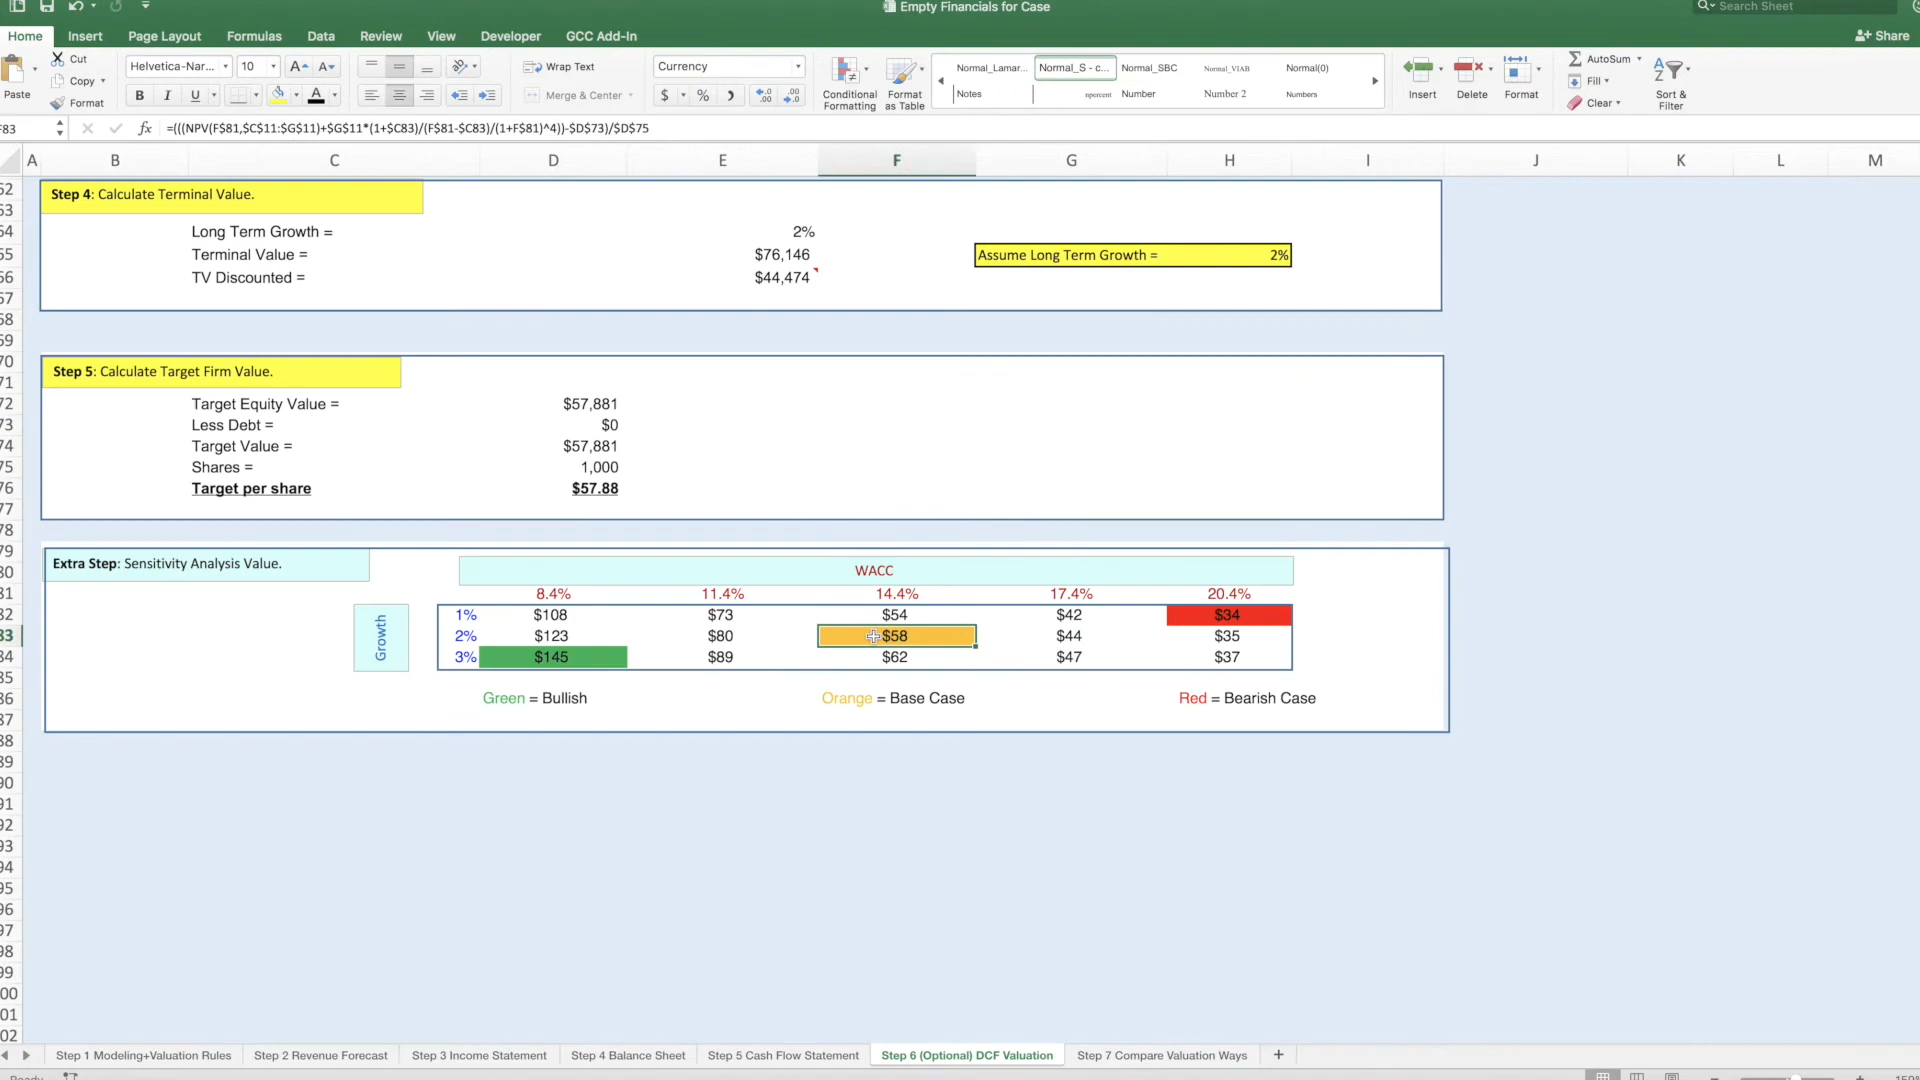 Empty Financials for Case
Search Sheet
Home Insert Page Layout Formulas Data Review View Developer GCC Add-In
Share
Paste
Cut
Copy
Format
Helvetica-Nar... 10
B I U
Wrap Text
Merge & Center
Currency
$ %
Conditional Formatting
Format as Table
Normal_Lamar... Normal_S - c... Normal_SBC Normal_VIAB Normal(0)
Notes npercent Number Number 2 Numbers
Insert Delete Format
AutoSum
Fill
Clear
Sort & Filter
F83 fx =(((NPV(F$81,$C$11:$G$11)+$G$11*(1+$C83)/(F$81-$C83)/(1+F$81)^4))-$D$73)/$D$75
A B C D E F G H I J K L M
Step 4: Calculate Terminal Value.
Long Term Growth = 2%
Terminal Value = $76,146
Assume Long Term Growth = 2%
TV Discounted = $44,474
Step 5: Calculate Target Firm Value.
Target Equity Value = $57,881
Less Debt = $0
Target Value = $57,881
Shares = 1,000
Target per share $57.88
Extra Step: Sensitivity Analysis Value.
WACC
8.4% 11.4% 14.4% 17.4% 20.4%
Growth
1% $108 $73 $54 $42 $34
2% $123 $80 $58 $44 $35
3% $145 $89 $62 $47 $37
Green = Bullish Orange = Base Case Red = Bearish Case
Step 1 Modeling+Valuation Rules Step 2 Revenue Forecast Step 3 Income Statement Step 4 Balance Sheet Step 5 Cash Flow Statement Step 6 (Optional) DCF Valuation Step 7 Compare Valuation Ways +